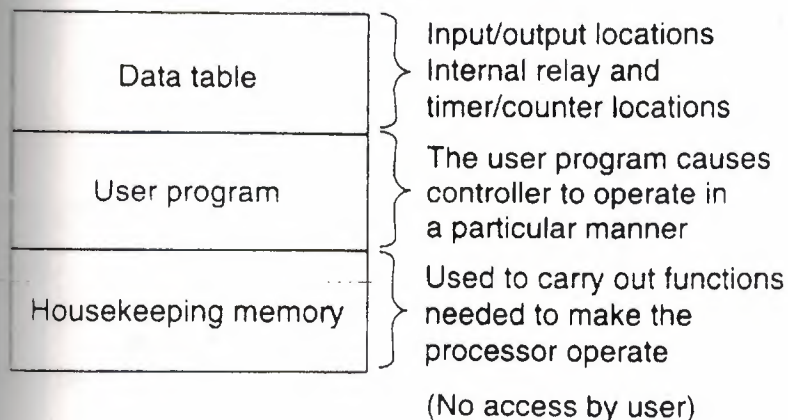 Data table
Input/output locations
Internal relay and
timer/counter locations
User program
The user program causes
controller to operate in
a particular manner
Housekeeping memory
Used to carry out functions
needed to make the
processor operate
(No access by user)